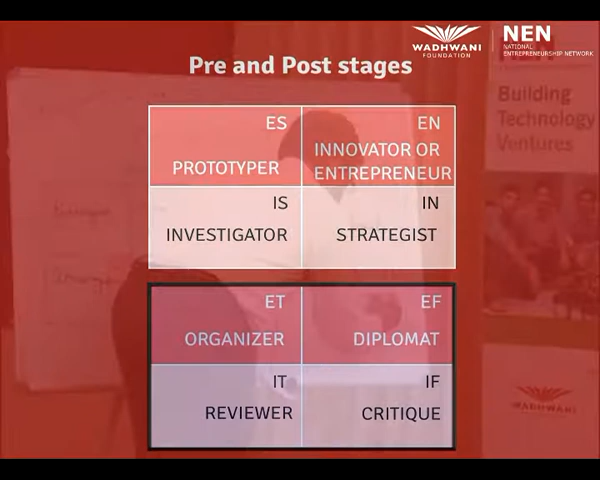 WADHWANI
FOUNDATION
NEN
NATIONAL
ENTREPRENEURSHIP NETWORK
Pre and Post stages
ES
PROTOTYPER
EN
INNOVATOR OR
ENTREPRENEUR
IS
INVESTIGATOR
IN
STRATEGIST
ET
ORGANIZER
EF
DIPLOMAT
IT
REVIEWER
IF
CRITIQUE
Building
Technology
Ventures
WADHWANI